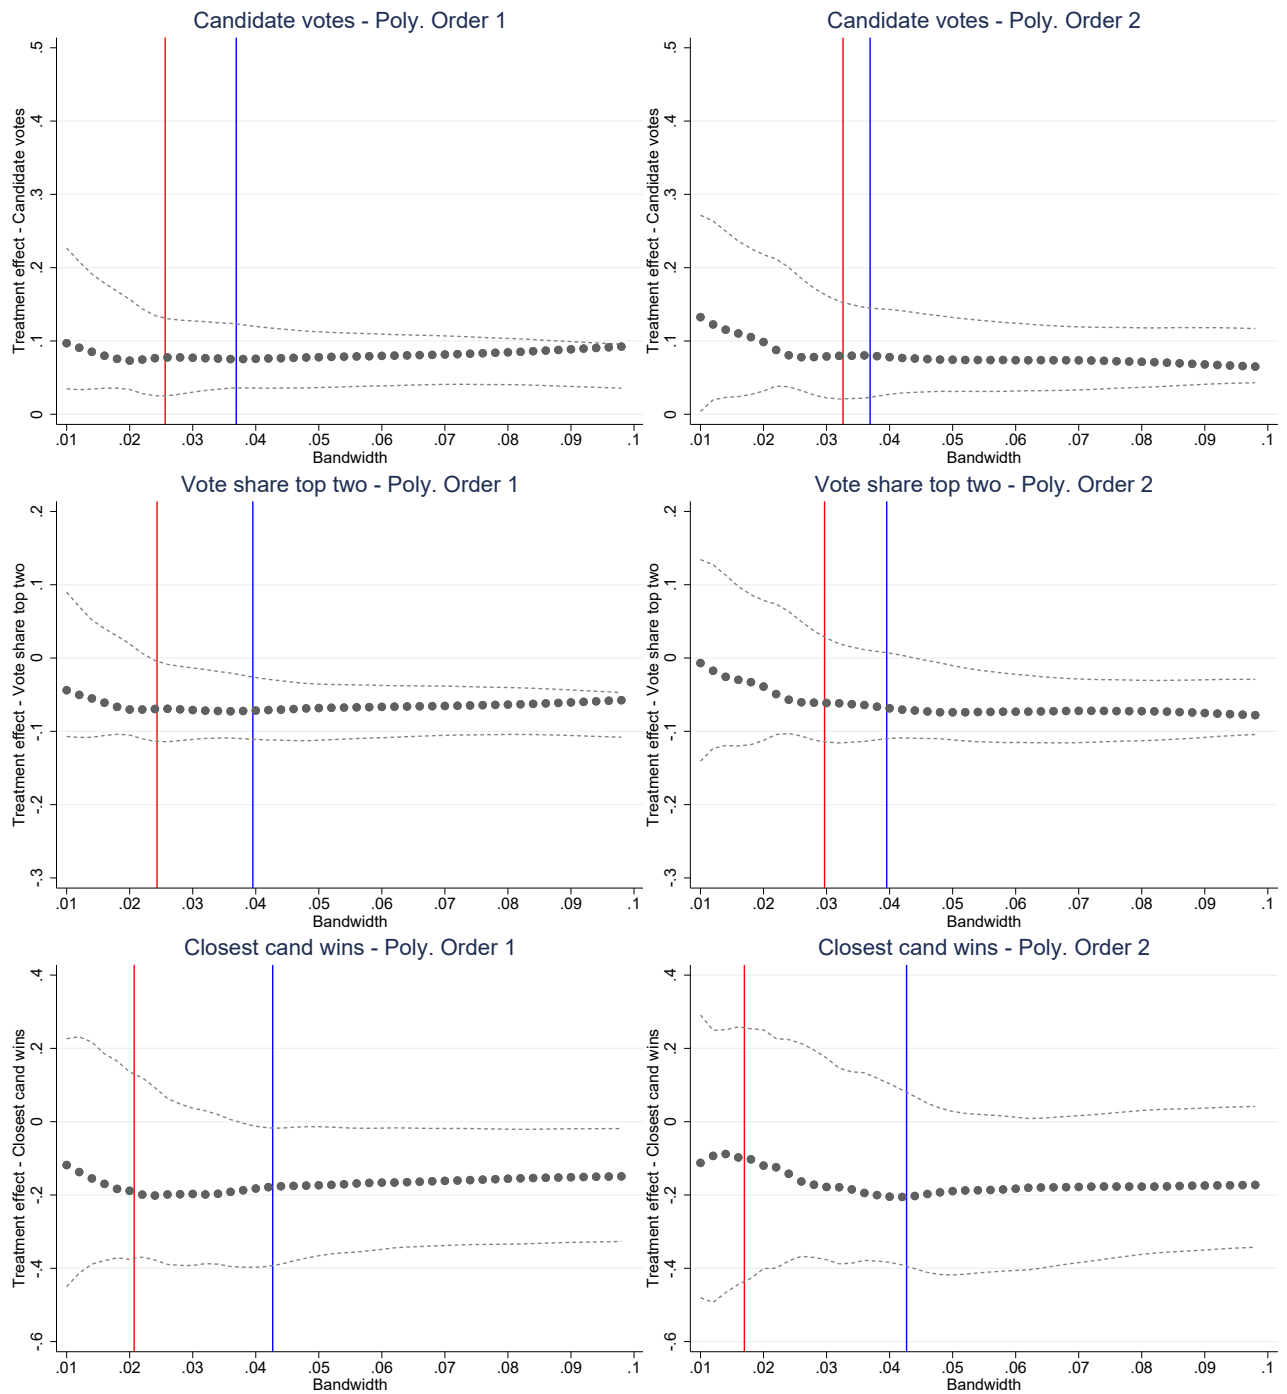 Candidate votes - Poly. Order 1
Treatment effect - Candidate votes
.5
.4
.3
.2
.1
0
.01 .02 .03 .04 .05 .06 .07 .08 .09 .1
Bandwidth
Candidate votes - Poly. Order 2
Treatment effect - Candidate votes
.5
.4
.3
.2
.1
0
.01 .02 .03 .04 .05 .06 .07 .08 .09 .1
Bandwidth
Vote share top two - Poly. Order 1
Treatment effect - Vote share top two
.2
.1
0
-.1
-.2
-.3
.01 .02 .03 .04 .05 .06 .07 .08 .09 .1
Bandwidth
Vote share top two - Poly. Order 2
Treatment effect - Vote share top two
.2
.1
0
-.1
-.2
-.3
.01 .02 .03 .04 .05 .06 .07 .08 .09 .1
Bandwidth
Closest cand wins - Poly. Order 1
Treatment effect - Closest cand wins
.4
.2
0
-.2
-.4
-.6
.01 .02 .03 .04 .05 .06 .07 .08 .09 .1
Bandwidth
Closest cand wins - Poly. Order 2
Treatment effect - Closest cand wins
.4
.2
0
-.2
-.4
-.6
.01 .02 .03 .04 .05 .06 .07 .08 .09 .1
Bandwidth